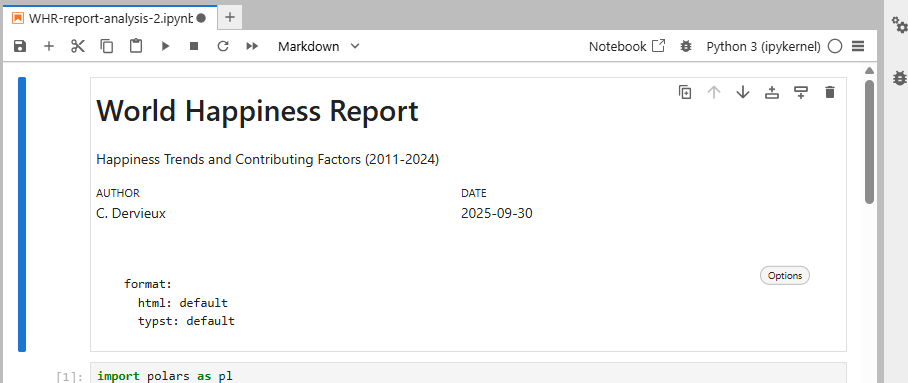 WHR-report-analysis-2.ipynb
Markdown
Notebook
Python 3 (ipykernel)
World Happiness Report
Happiness Trends and Contributing Factors (2011-2024)
AUTHOR DATE
C. Dervieux 2025-09-30
Options
format:
  html: default
  typst: default
[1]: import polars as pl